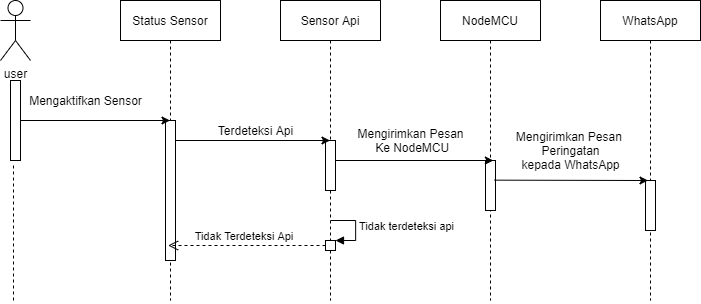 Status Sensor
Sensor Api
NodeMCU
WhatsApp
user
Mengaktifkan Sensor
Terdeteksi Api
Mengirimkan Pesan
Ke NodeMCU
Mengirimkan Pesan
Peringatan
kepada WhatsApp
Tidak terdeteksi api
Tidak Terdeteksi Api